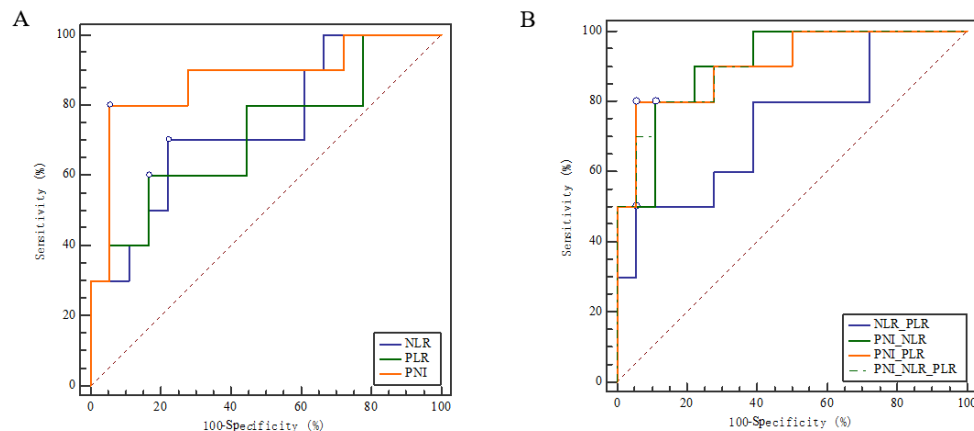 A
100
80
60
40
20
0
Sensitivity (%)
0 20 40 60 80 100
100-Specificity (%)
NLR
PLR
PNI
B
100
80
60
40
20
0
Sensitivity (%)
0 20 40 60 80 100
100-Specificity (%)
NLR_PLR
PNI_NLR
PNI_PLR
PNI_NLR_PLR